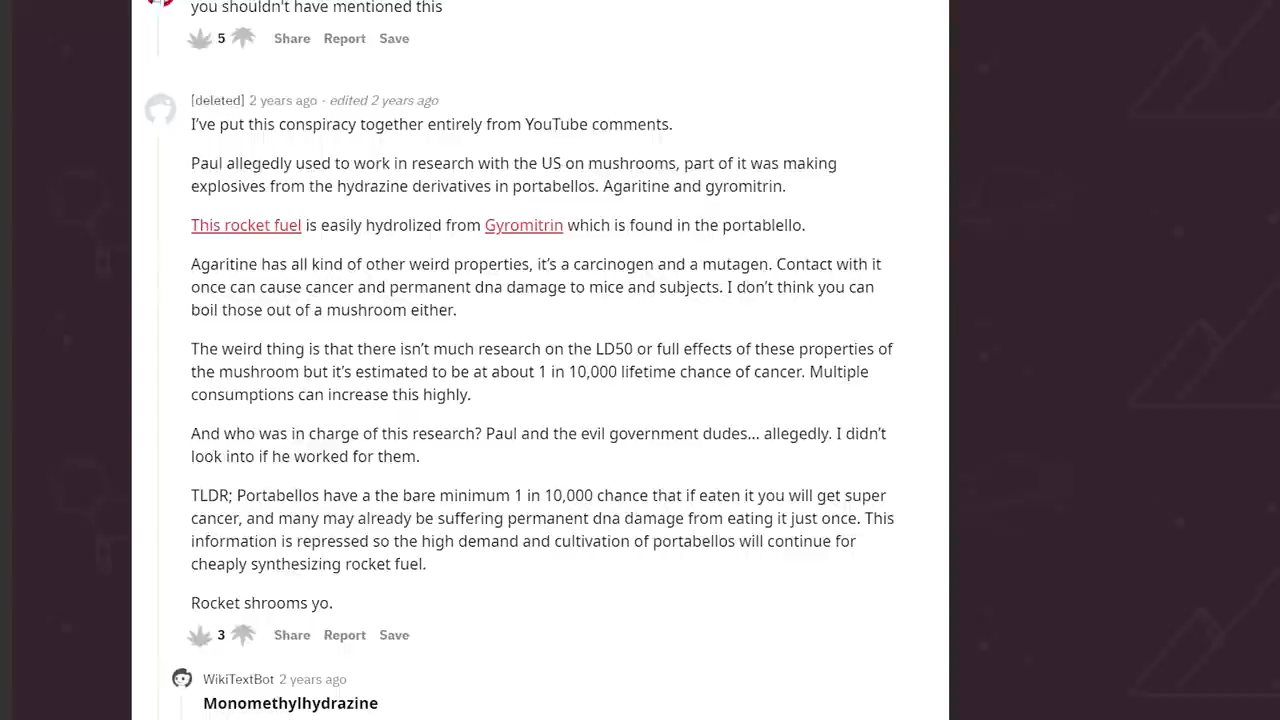 you shouldn't have mentioned this
5 Share Report Save
[deleted] 2 years ago · edited 2 years ago
I've put this conspiracy together entirely from YouTube comments.
Paul allegedly used to work in research with the US on mushrooms, part of it was making
explosives from the hydrazine derivatives in portabellos. Agaritine and gyromitrin.
This rocket fuel is easily hydrolized from Gyromitrin which is found in the portablello.
Agaritine has all kind of other weird properties, it's a carcinogen and a mutagen. Contact with it
once can cause cancer and permanent dna damage to mice and subjects. I don't think you can
boil those out of a mushroom either.
The weird thing is that there isn't much research on the LD50 or full effects of these properties of
the mushroom but it's estimated to be at about 1 in 10,000 lifetime chance of cancer. Multiple
consumptions can increase this highly.
And who was in charge of this research? Paul and the evil government dudes... allegedly. I didn't
look into if he worked for them.
TLDR; Portabellos have a the bare minimum 1 in 10,000 chance that if eaten it you will get super
cancer, and many may already be suffering permanent dna damage from eating it just once. This
information is repressed so the high demand and cultivation of portabellos will continue for
cheaply synthesizing rocket fuel.
Rocket shrooms yo.
3 Share Report Save
WikiTextBot 2 years ago
Monomethylhydrazine